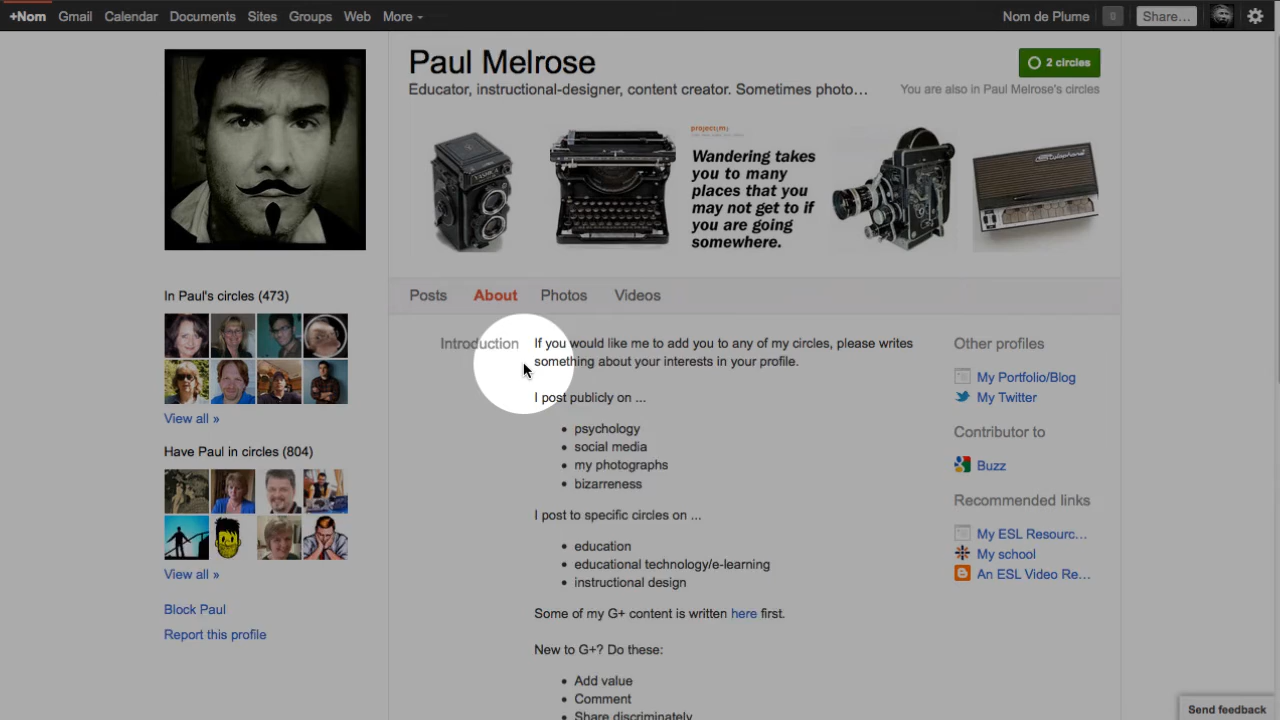 +Nom Gmail Calendar Documents Sites Groups Web More
Nom de Plume 0 Share…
Paul Melrose
2 circles
Educator, instructional-designer, content creator. Sometimes photo…
You are also in Paul Melrose's circles
project(m)
Wandering takes
you to many
places that you
may not get to if
you are going
somewhere.
Stylophone
In Paul's circles (473)
View all »
Have Paul in circles (804)
View all »
Block Paul
Report this profile
Posts About Photos Videos
Introduction
If you would like me to add you to any of my circles, please writes
something about your interests in your profile.
I post publicly on ...
psychology
social media
my photographs
bizarreness
I post to specific circles on ...
education
educational technology/e-learning
instructional design
Some of my G+ content is written here first.
New to G+? Do these:
Add value
Comment
Share discriminately
Other profiles
My Portfolio/Blog
My Twitter
Contributor to
Buzz
Recommended links
My ESL Resourc…
My school
An ESL Video Re…
Send feedback